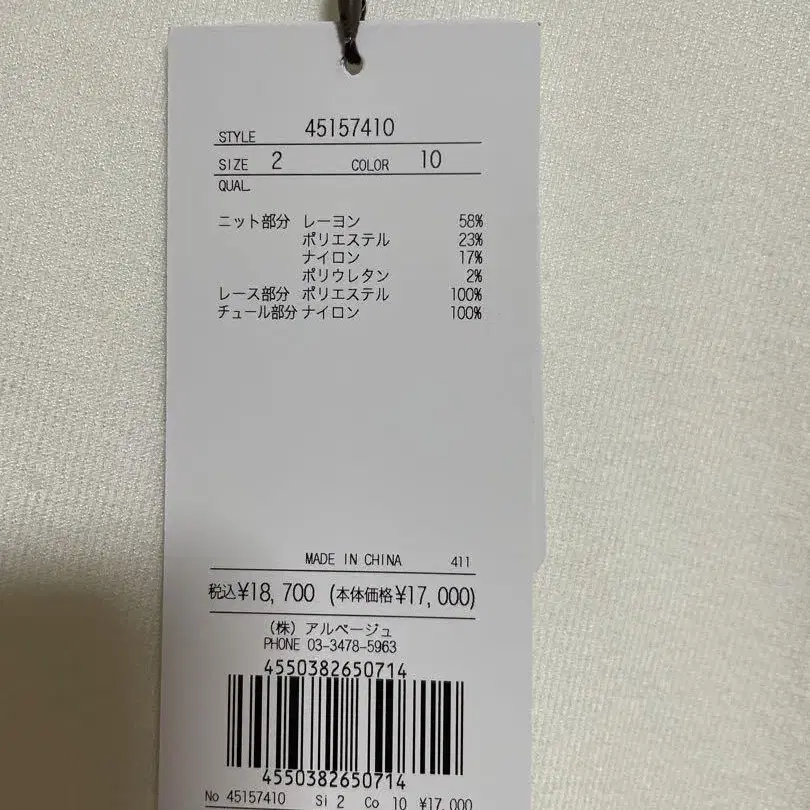 STYLE 45157410
SIZE 2 COLOR 10
QUAL.
ニット部分 レーヨン 58%
ポリエステル 23%
ナイロン 17%
ポリウレタン 2%
レース部分 ポリエステル 100%
チュール部分 ナイロン 100%
MADE IN CHINA 411
税込¥18,700 (本体価格¥17,000)
(株) アルページュ
PHONE 03-3478-5963
4550382650714
4550382650714
No 45157410 Si 2 Co 10 ¥17,000